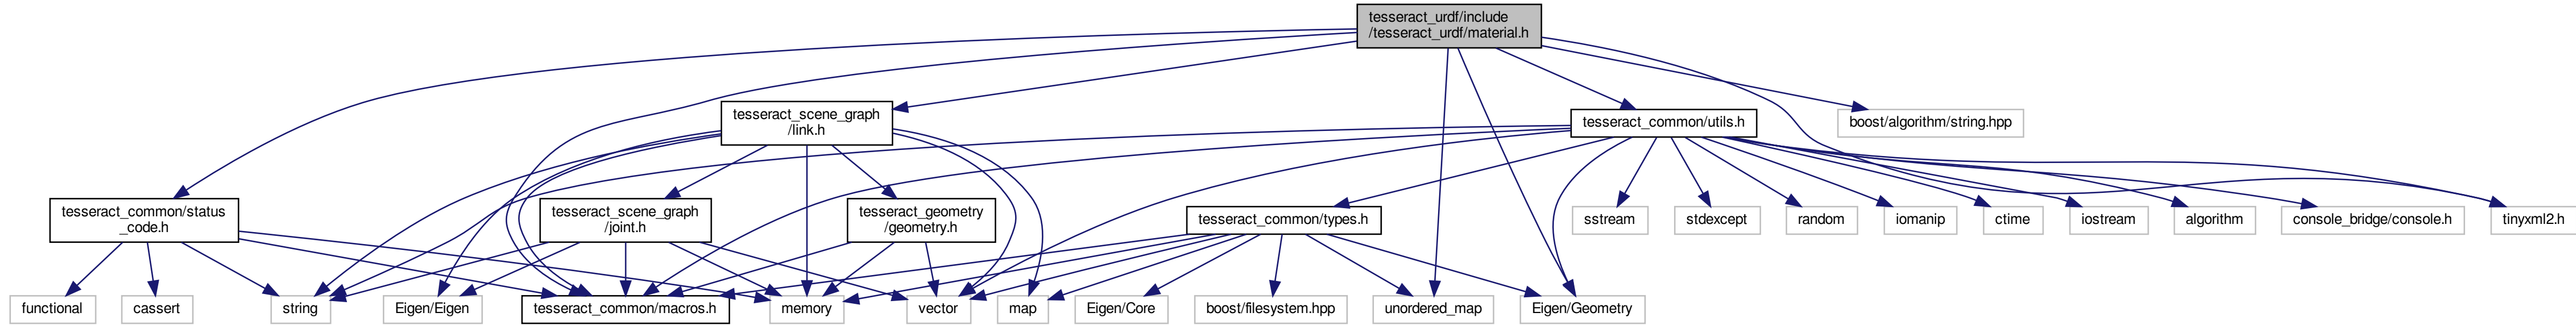 tesseract_urdf/include
/tesseract_urdf/material.h
tesseract_scene_graph
/link.h
tesseract_common/utils.h
boost/algorithm/string.hpp
tesseract_common/status
_code.h
tesseract_scene_graph
/joint.h
tesseract_geometry
/geometry.h
tesseract_common/types.h
sstream
stdexcept
random
iomanip
ctime
iostream
algorithm
console_bridge/console.h
tinyxml2.h
functional
cassert
string
Eigen/Eigen
tesseract_common/macros.h
memory
vector
map
Eigen/Core
boost/filesystem.hpp
unordered_map
Eigen/Geometry